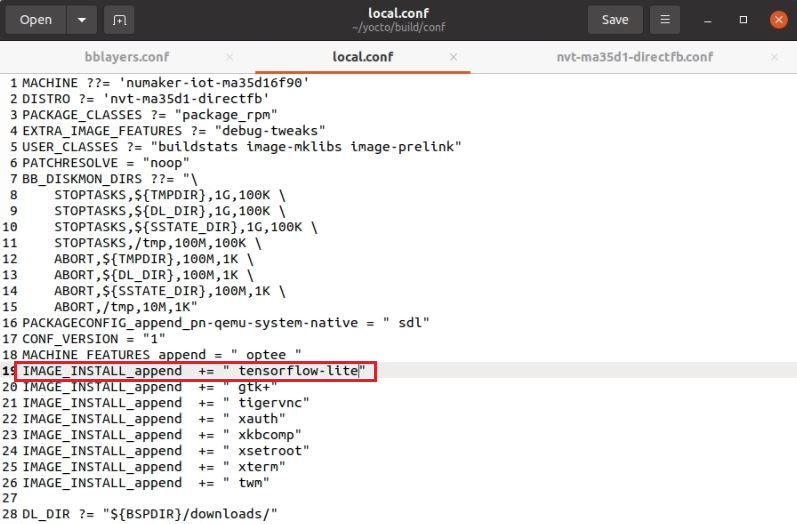 Open
local.conf
~/yocto/build/conf
Save
bblayers.conf
local.conf
nvt-ma35d1-directfb.conf
1 MACHINE ??= 'numaker-iot-ma35d16f90'
2 DISTRO ?= 'nvt-ma35d1-directfb'
3 PACKAGE_CLASSES ?= "package_rpm"
4 EXTRA_IMAGE_FEATURES ?= "debug-tweaks"
5 USER_CLASSES ?= "buildstats image-mklibs image-prelink"
6 PATCHRESOLVE = "noop"
7 BB_DISKMON_DIRS ??= "\
8     STOPTASKS,${TMPDIR},1G,100K \
9     STOPTASKS,${DL_DIR},1G,100K \
10     STOPTASKS,${SSTATE_DIR},1G,100K \
11     STOPTASKS,/tmp,100M,100K \
12     ABORT,${TMPDIR},100M,1K \
13     ABORT,${DL_DIR},100M,1K \
14     ABORT,${SSTATE_DIR},100M,1K \
15     ABORT,/tmp,10M,1K"
16 PACKAGECONFIG_append_pn-qemu-system-native = " sdl"
17 CONF_VERSION = "1"
18 MACHINE_FEATURES_append = " optee "
19 IMAGE_INSTALL_append  += " tensorflow-lite"
20 IMAGE_INSTALL_append  += " gtk+"
21 IMAGE_INSTALL_append  += " tigervnc"
22 IMAGE_INSTALL_append  += " xauth"
23 IMAGE_INSTALL_append  += " xkbcomp"
24 IMAGE_INSTALL_append  += " xsetroot"
25 IMAGE_INSTALL_append  += " xterm"
26 IMAGE_INSTALL_append  += " twm"
27
28 DL_DIR ?= "${BSPDIR}/downloads/"